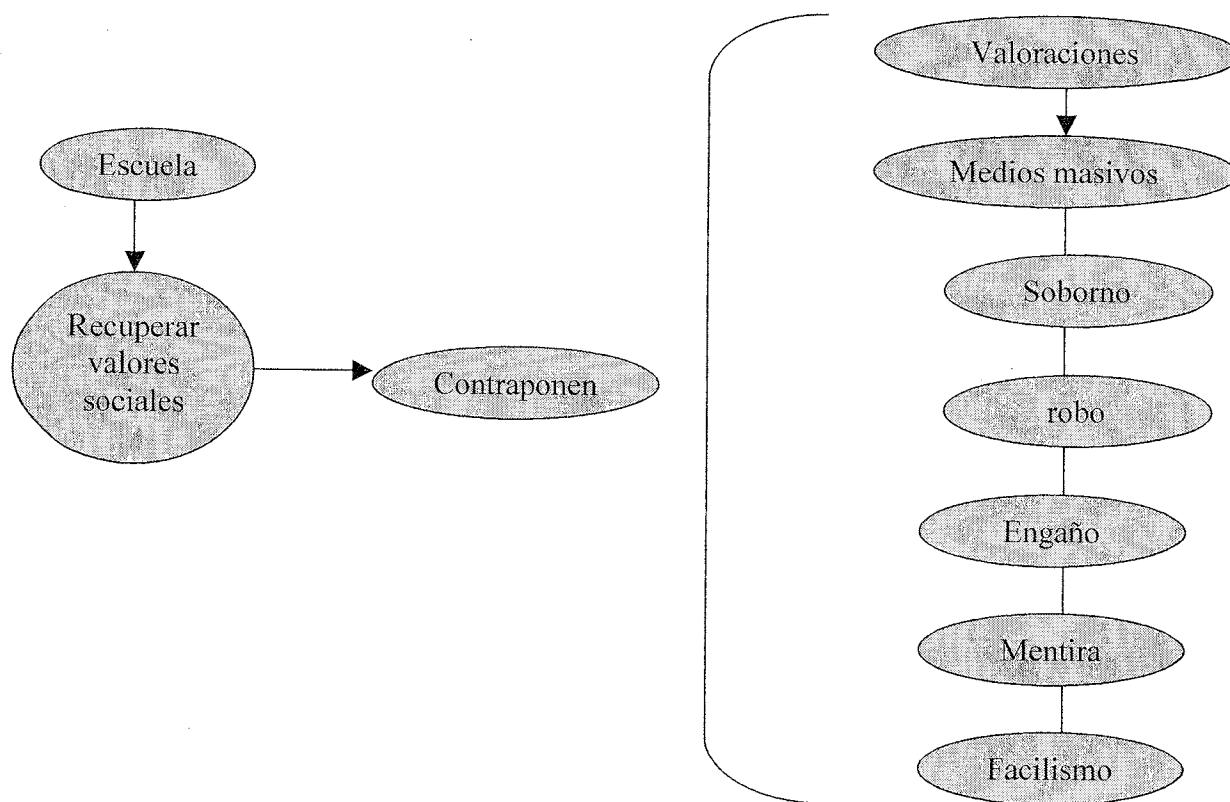 Escuela
Recuperar
valores
sociales
Contraponen
Valoraciones
Medios masivos
Soborno
robo
Engaño
Mentira
Facilismo